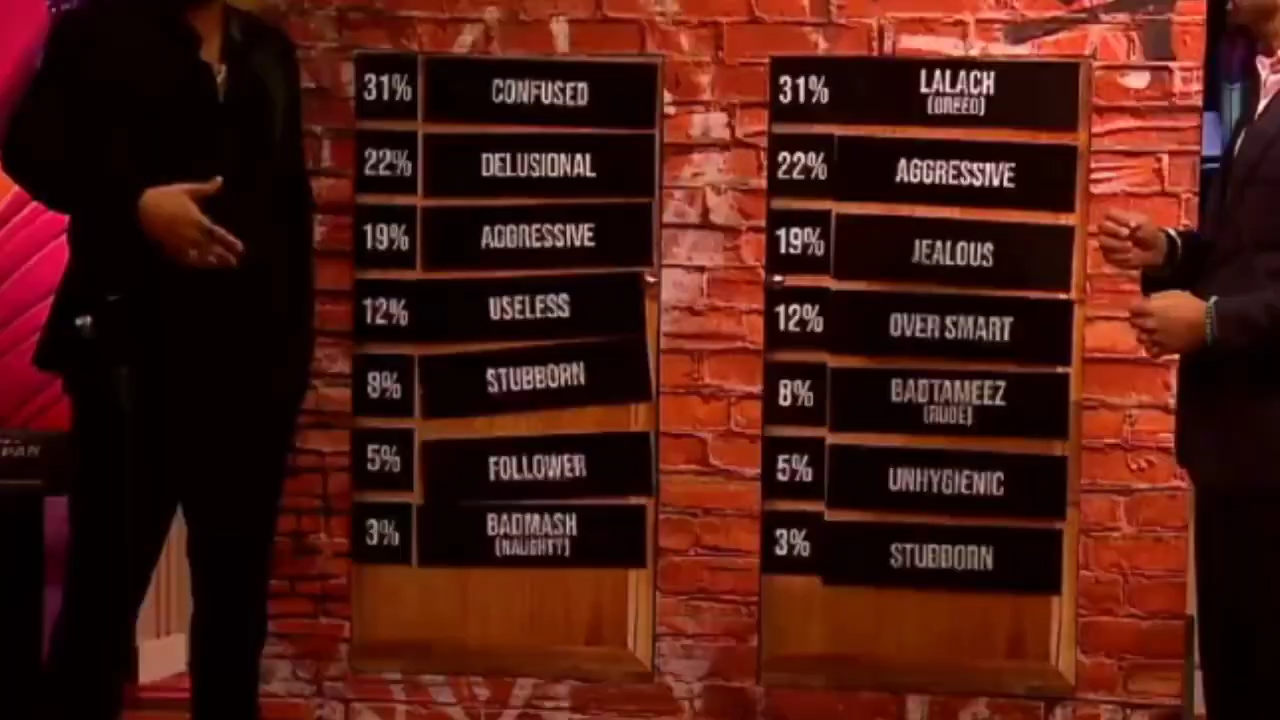 31% CONFUSED
22% DELUSIONAL
19% AGGRESSIVE
12% USELESS
8% STUBBORN
5% FOLLOWER
3% BADMASH
(NAUGHTY)
31% LALACH
(GREED)
22% AGGRESSIVE
19% JEALOUS
12% OVER SMART
8% BADTAMEEZ
(RUDE)
5% UNHYGIENIC
3% STUBBORN